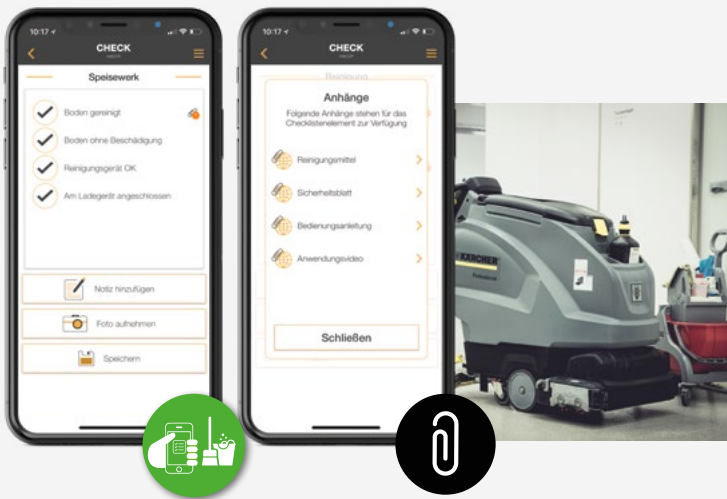 10:17
CHECK
Speisewerk
Boden gereinigt
Boden ohne Beschädigung
Reinigungsgerät OK
Am Ladegerät angeschlossen
Notiz hinzufügen
Foto aufnehmen
Speichern
10:17
CHECK
Reinigung
Anhänge
Folgende Anhänge stehen für das
Checklistenelement zur Verfügung
Reinigungsmittel
Sicherheitsblatt
Bedienungsanleitung
Anwendungsvideo
Schließen
KÄRCHER